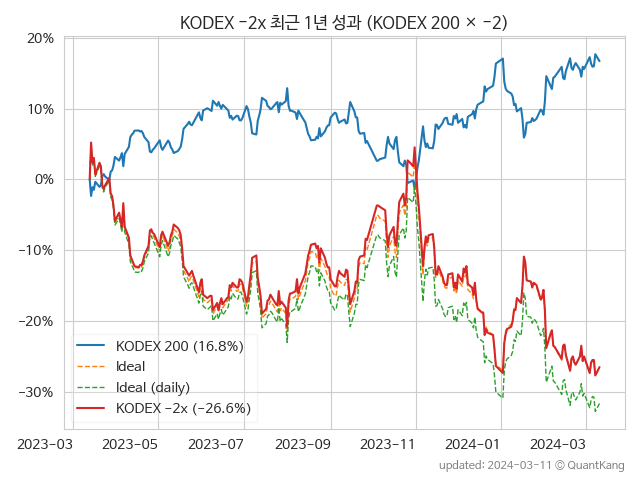 KODEX -2x 최근 1년 성과 (KODEX 200 × -2)
20%
10%
0%
−10%
−20%
−30%
KODEX 200 (16.8%)
Ideal
Ideal (daily)
KODEX -2x (-26.6%)
2023-03
2023-05
2023-07
2023-09
2023-11
2024-01
2024-03
updated: 2024-03-11 © QuantKang